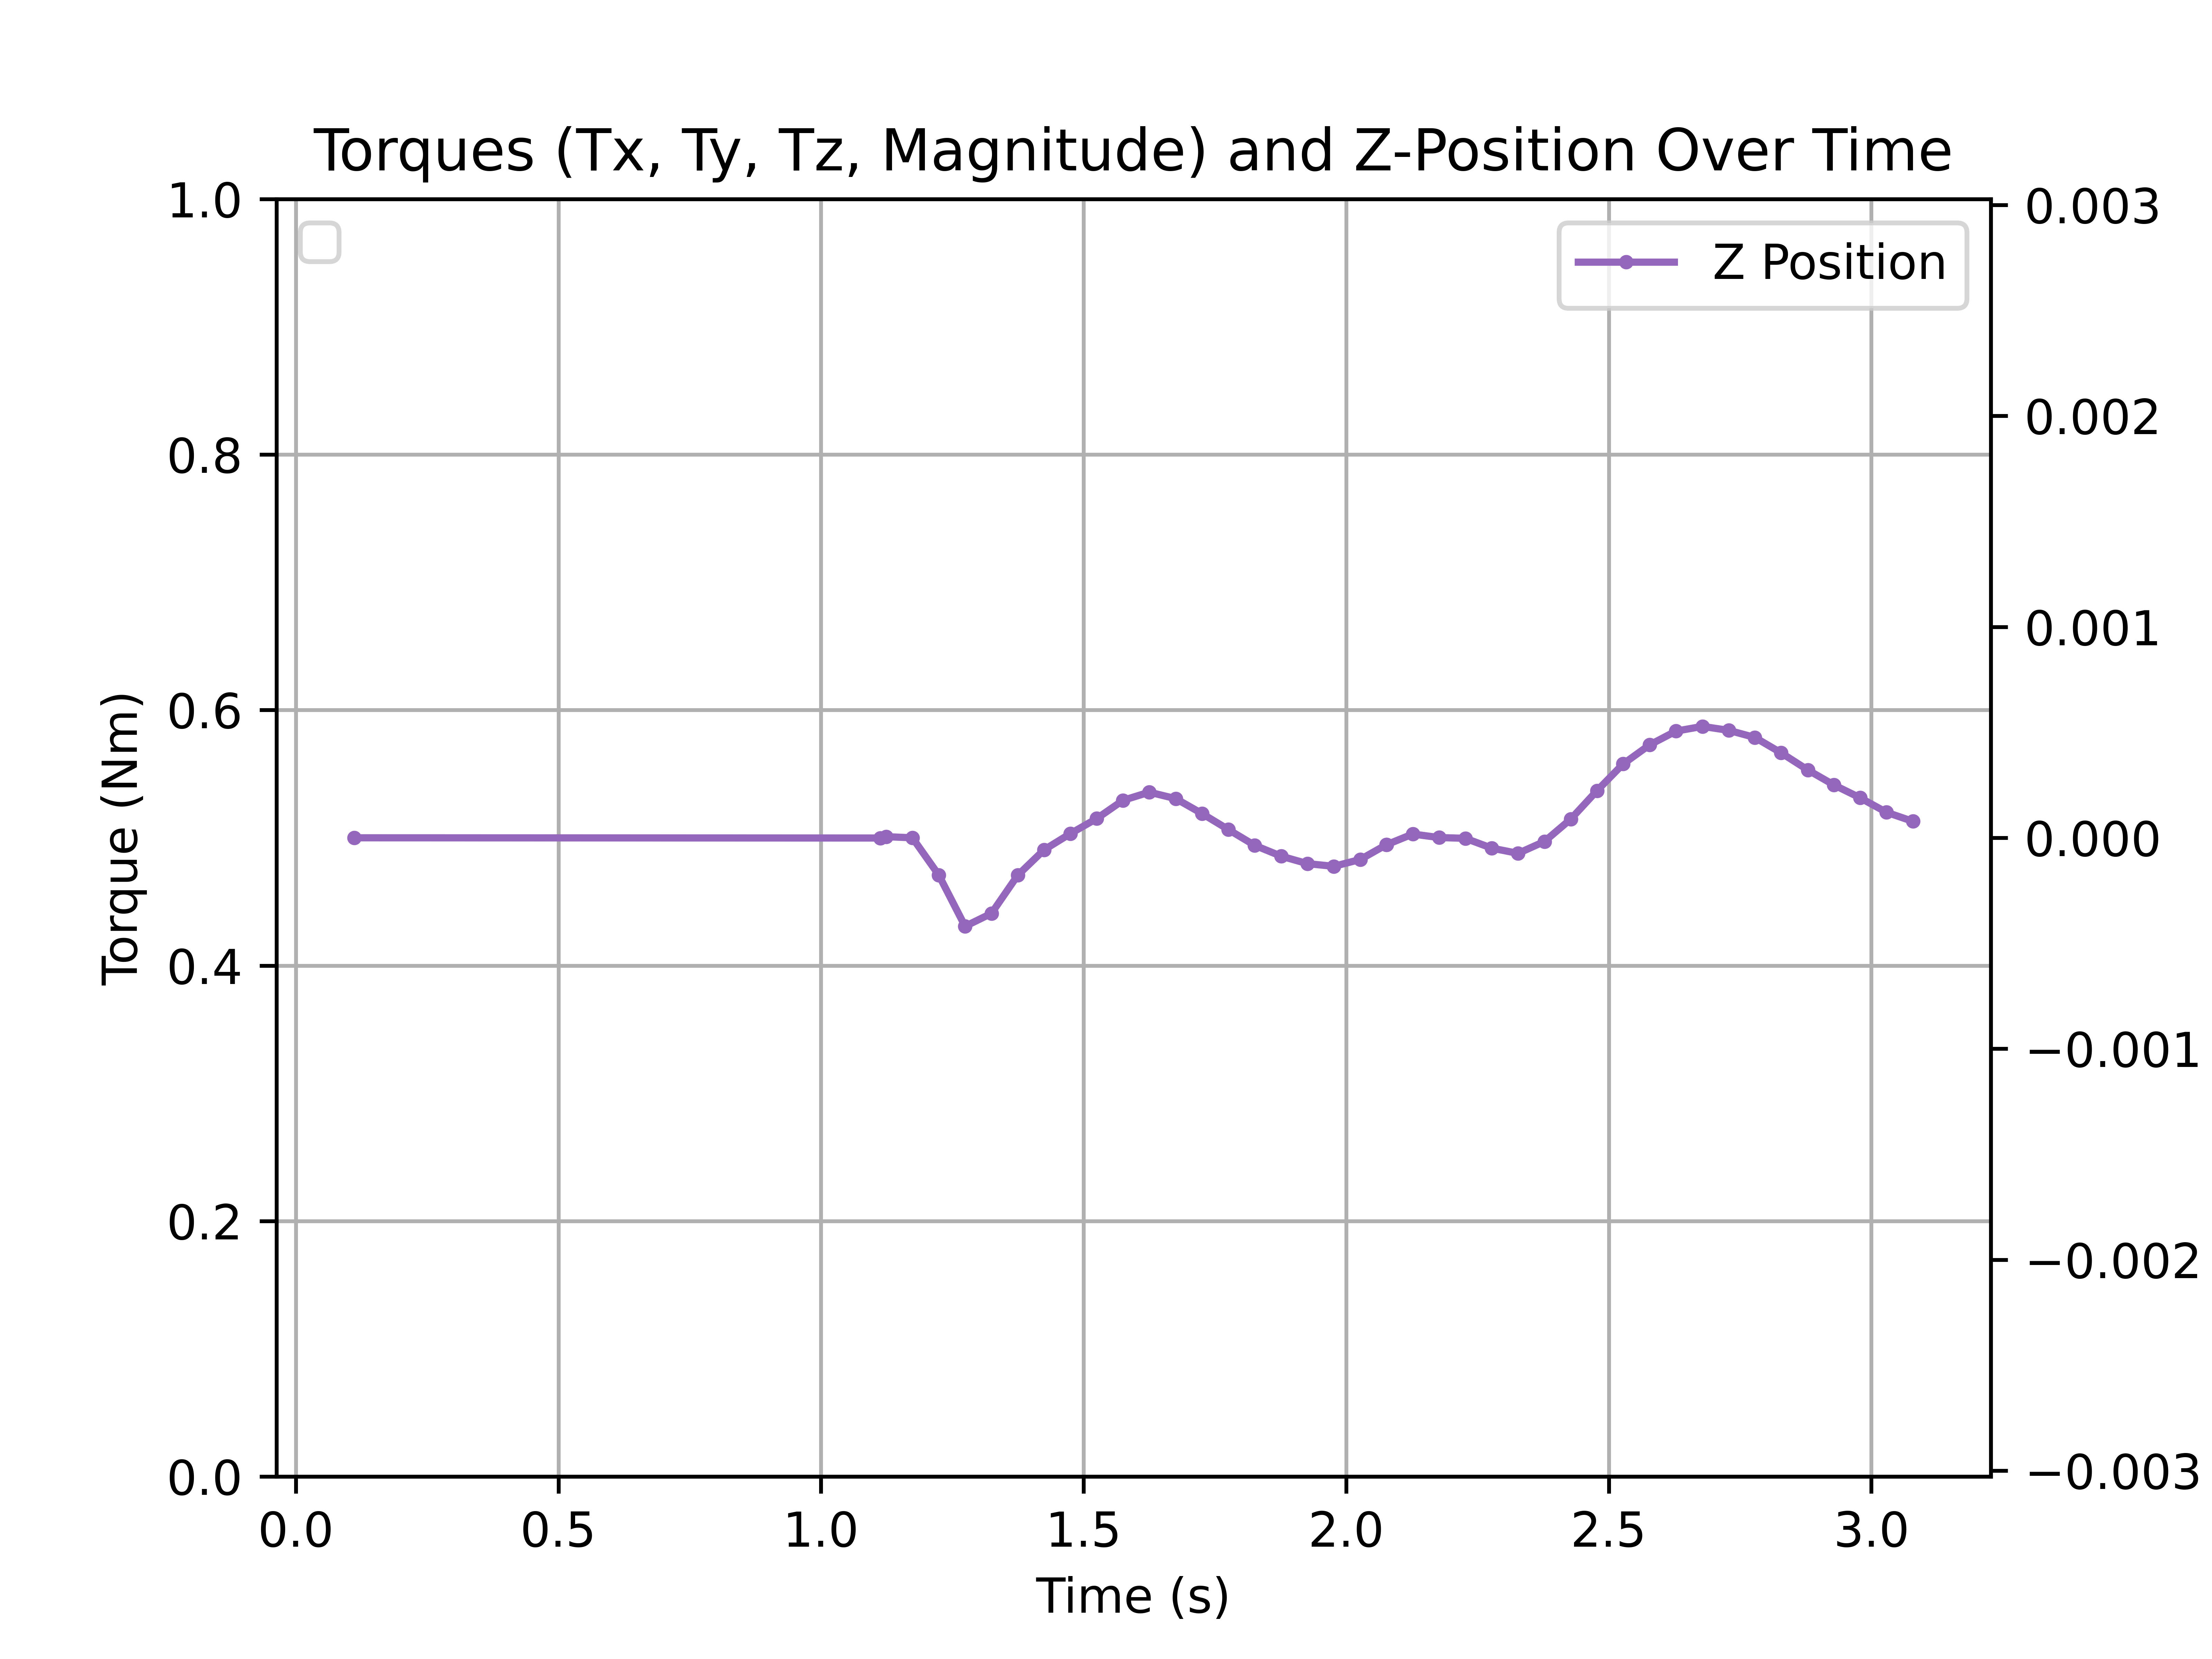 Torques (Tx, Ty, Tz, Magnitude) and Z-Position Over Time
1.0
0.8
0.6
0.4
0.2
0.0
Torque (Nm)
Z Position
0.003
0.002
0.001
0.000
−0.001
−0.002
−0.003
0.0 0.5 1.0 1.5 2.0 2.5 3.0
Time (s)